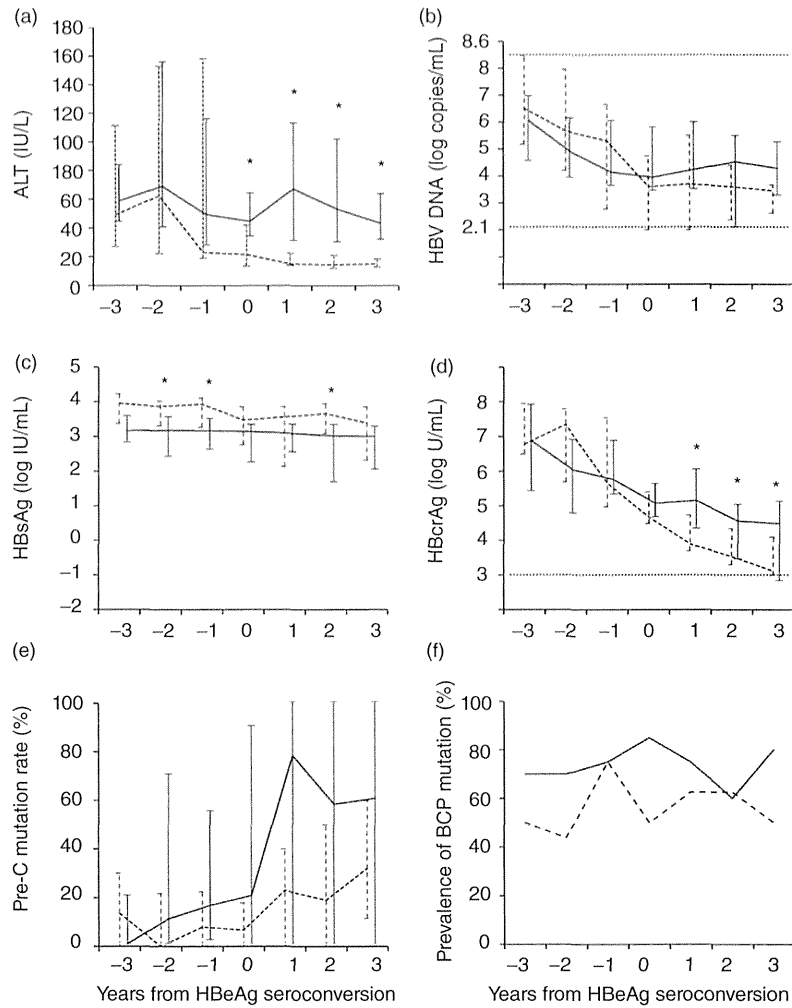 (a)
180
160
140
120
100
180
60
40
20
0
ALT (IU/L)
* * * *
–3 –2 –1 0 1 2 3
(b)
8.6
8
7
6
5
4
3
2.1
HBV DNA (log copies/mL)
–3 –2 –1 0 1 2 3
(c)
5
4
3
2
1
0
–1
–2
HBsAg (log IU/mL)
* * *
–3 –2 –1 0 1 2 3
(d)
8
7
6
5
4
3
HBcrAg (log U/mL)
* * *
–3 –2 –1 0 1 2 3
(e)
100
80
60
40
20
0
Pre-C mutation rate (%)
–3 –2 –1 0 1 2 3
Years from HBeAg seroconversion
(f)
100
80
60
40
20
0
Prevalence of BCP mutation (%)
–3 –2 –1 0 1 2 3
Years from HBeAg seroconversion